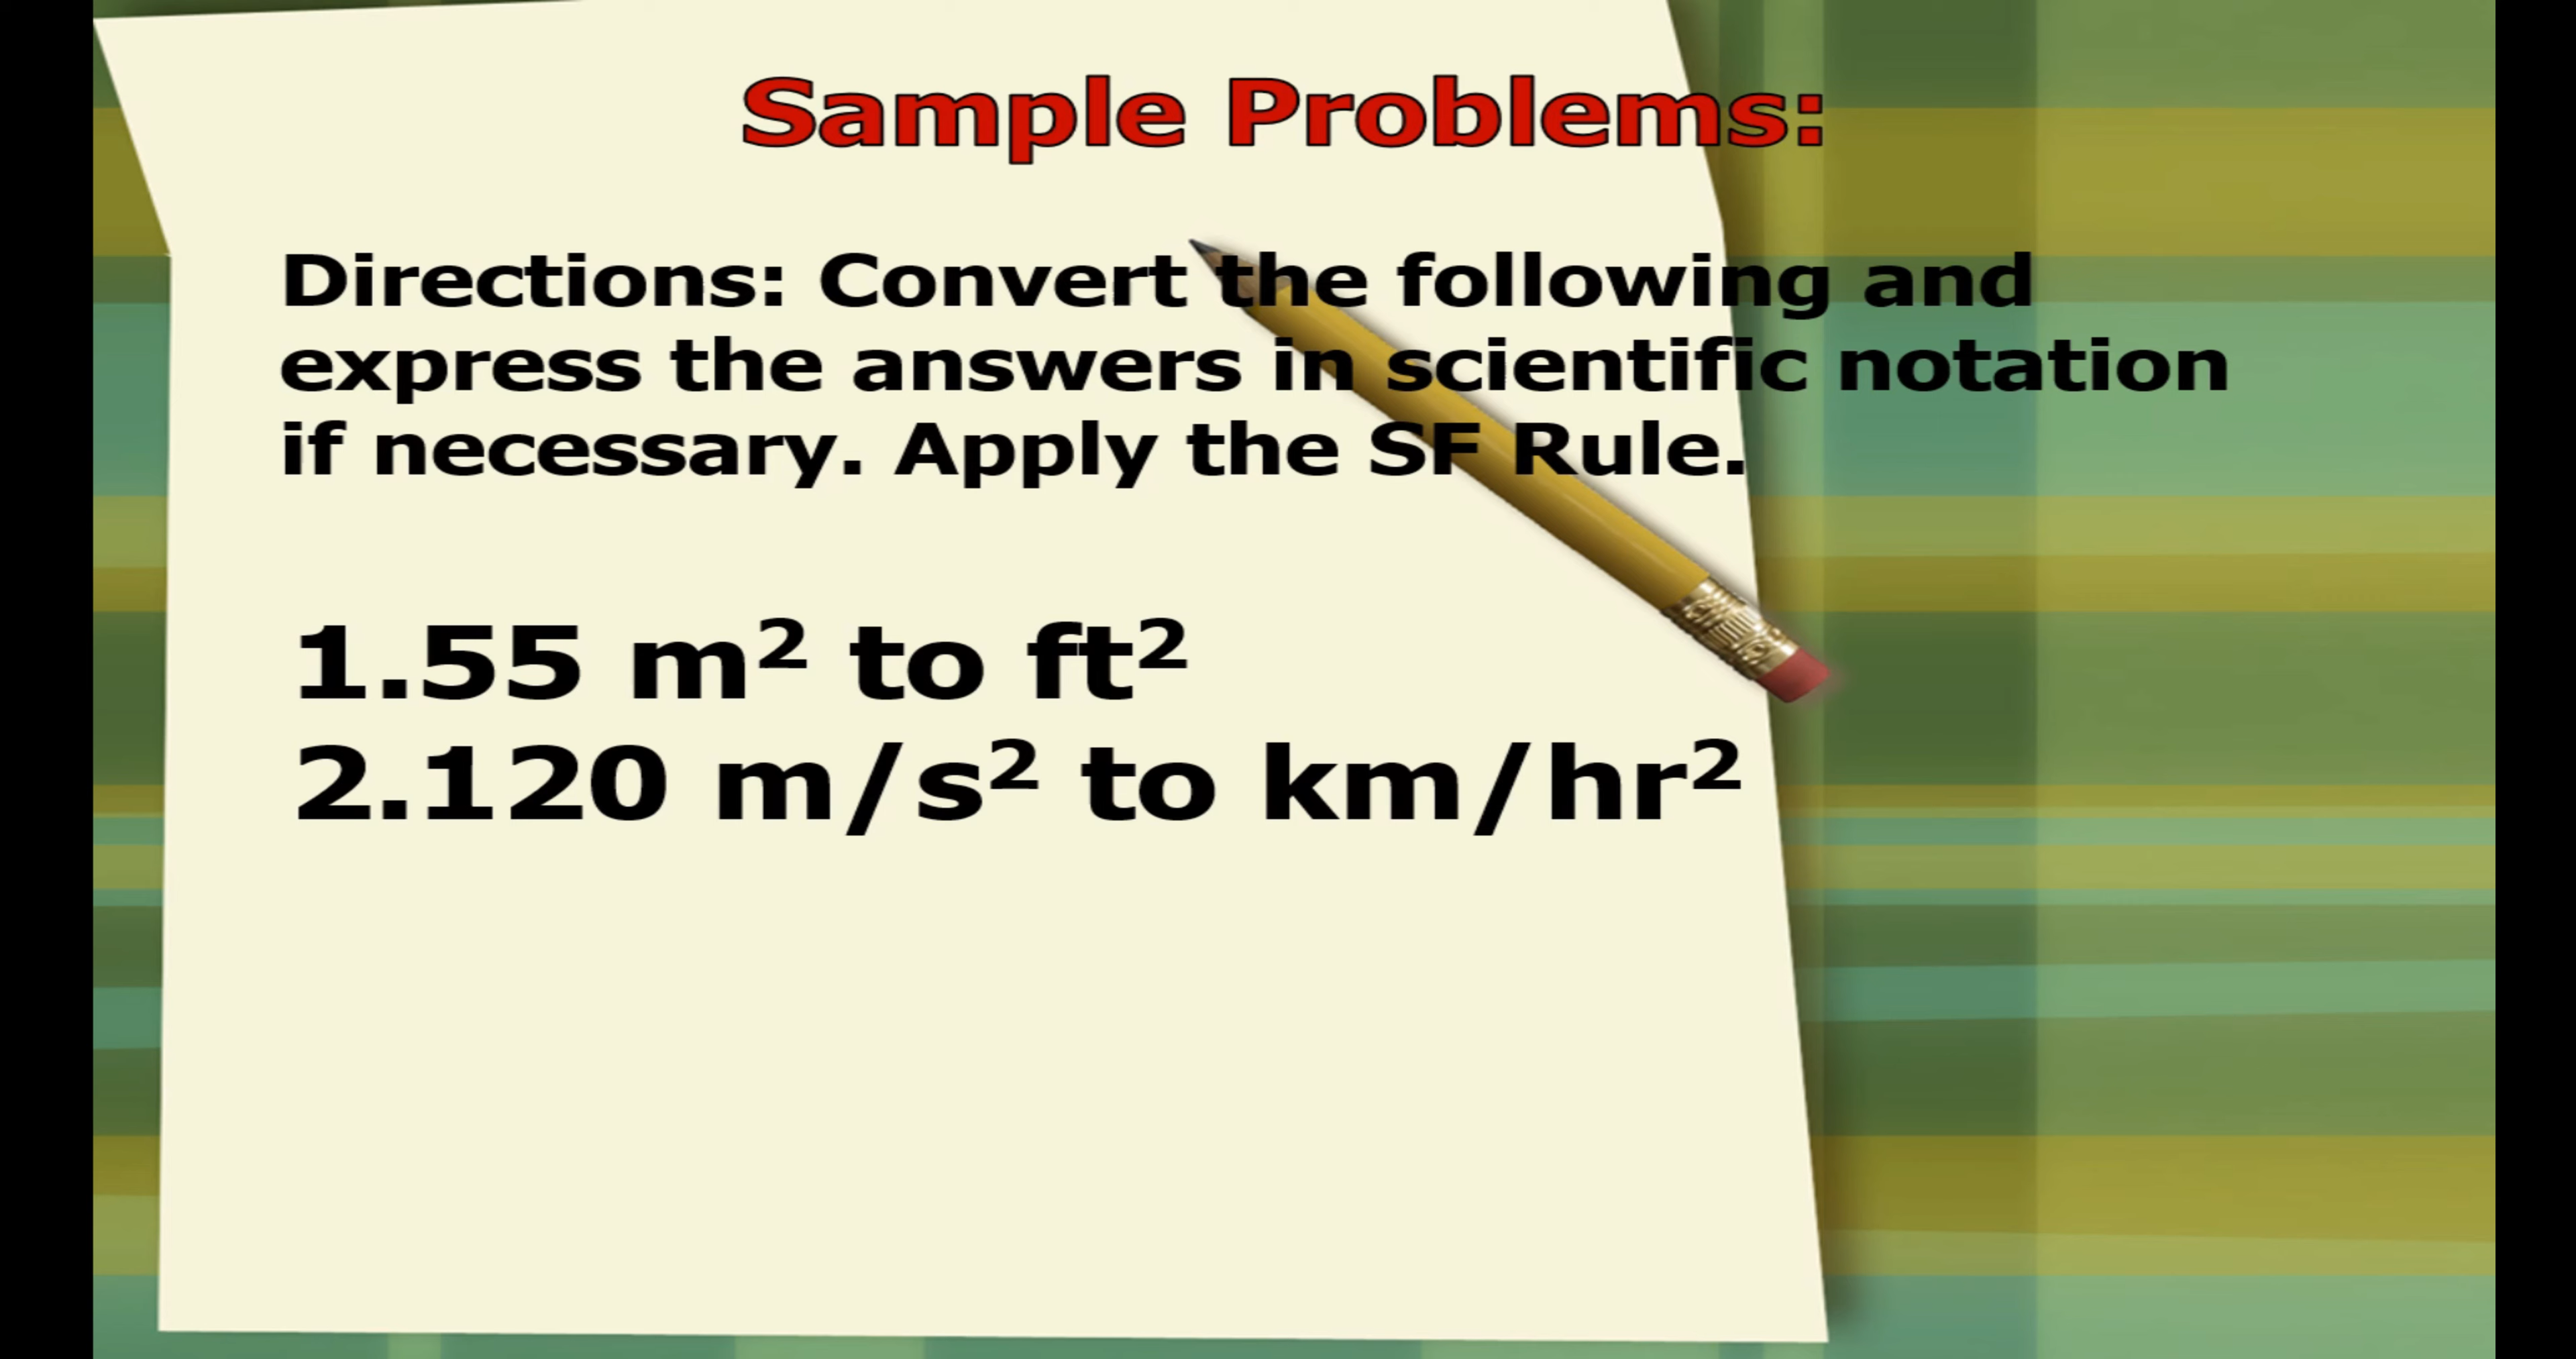 Sample Problems:
Directions: Convert the following and
express the answers in scientific notation
if necessary. Apply the SF Rule.
1.55 m² to ft²
2.120 m/s² to km/hr²